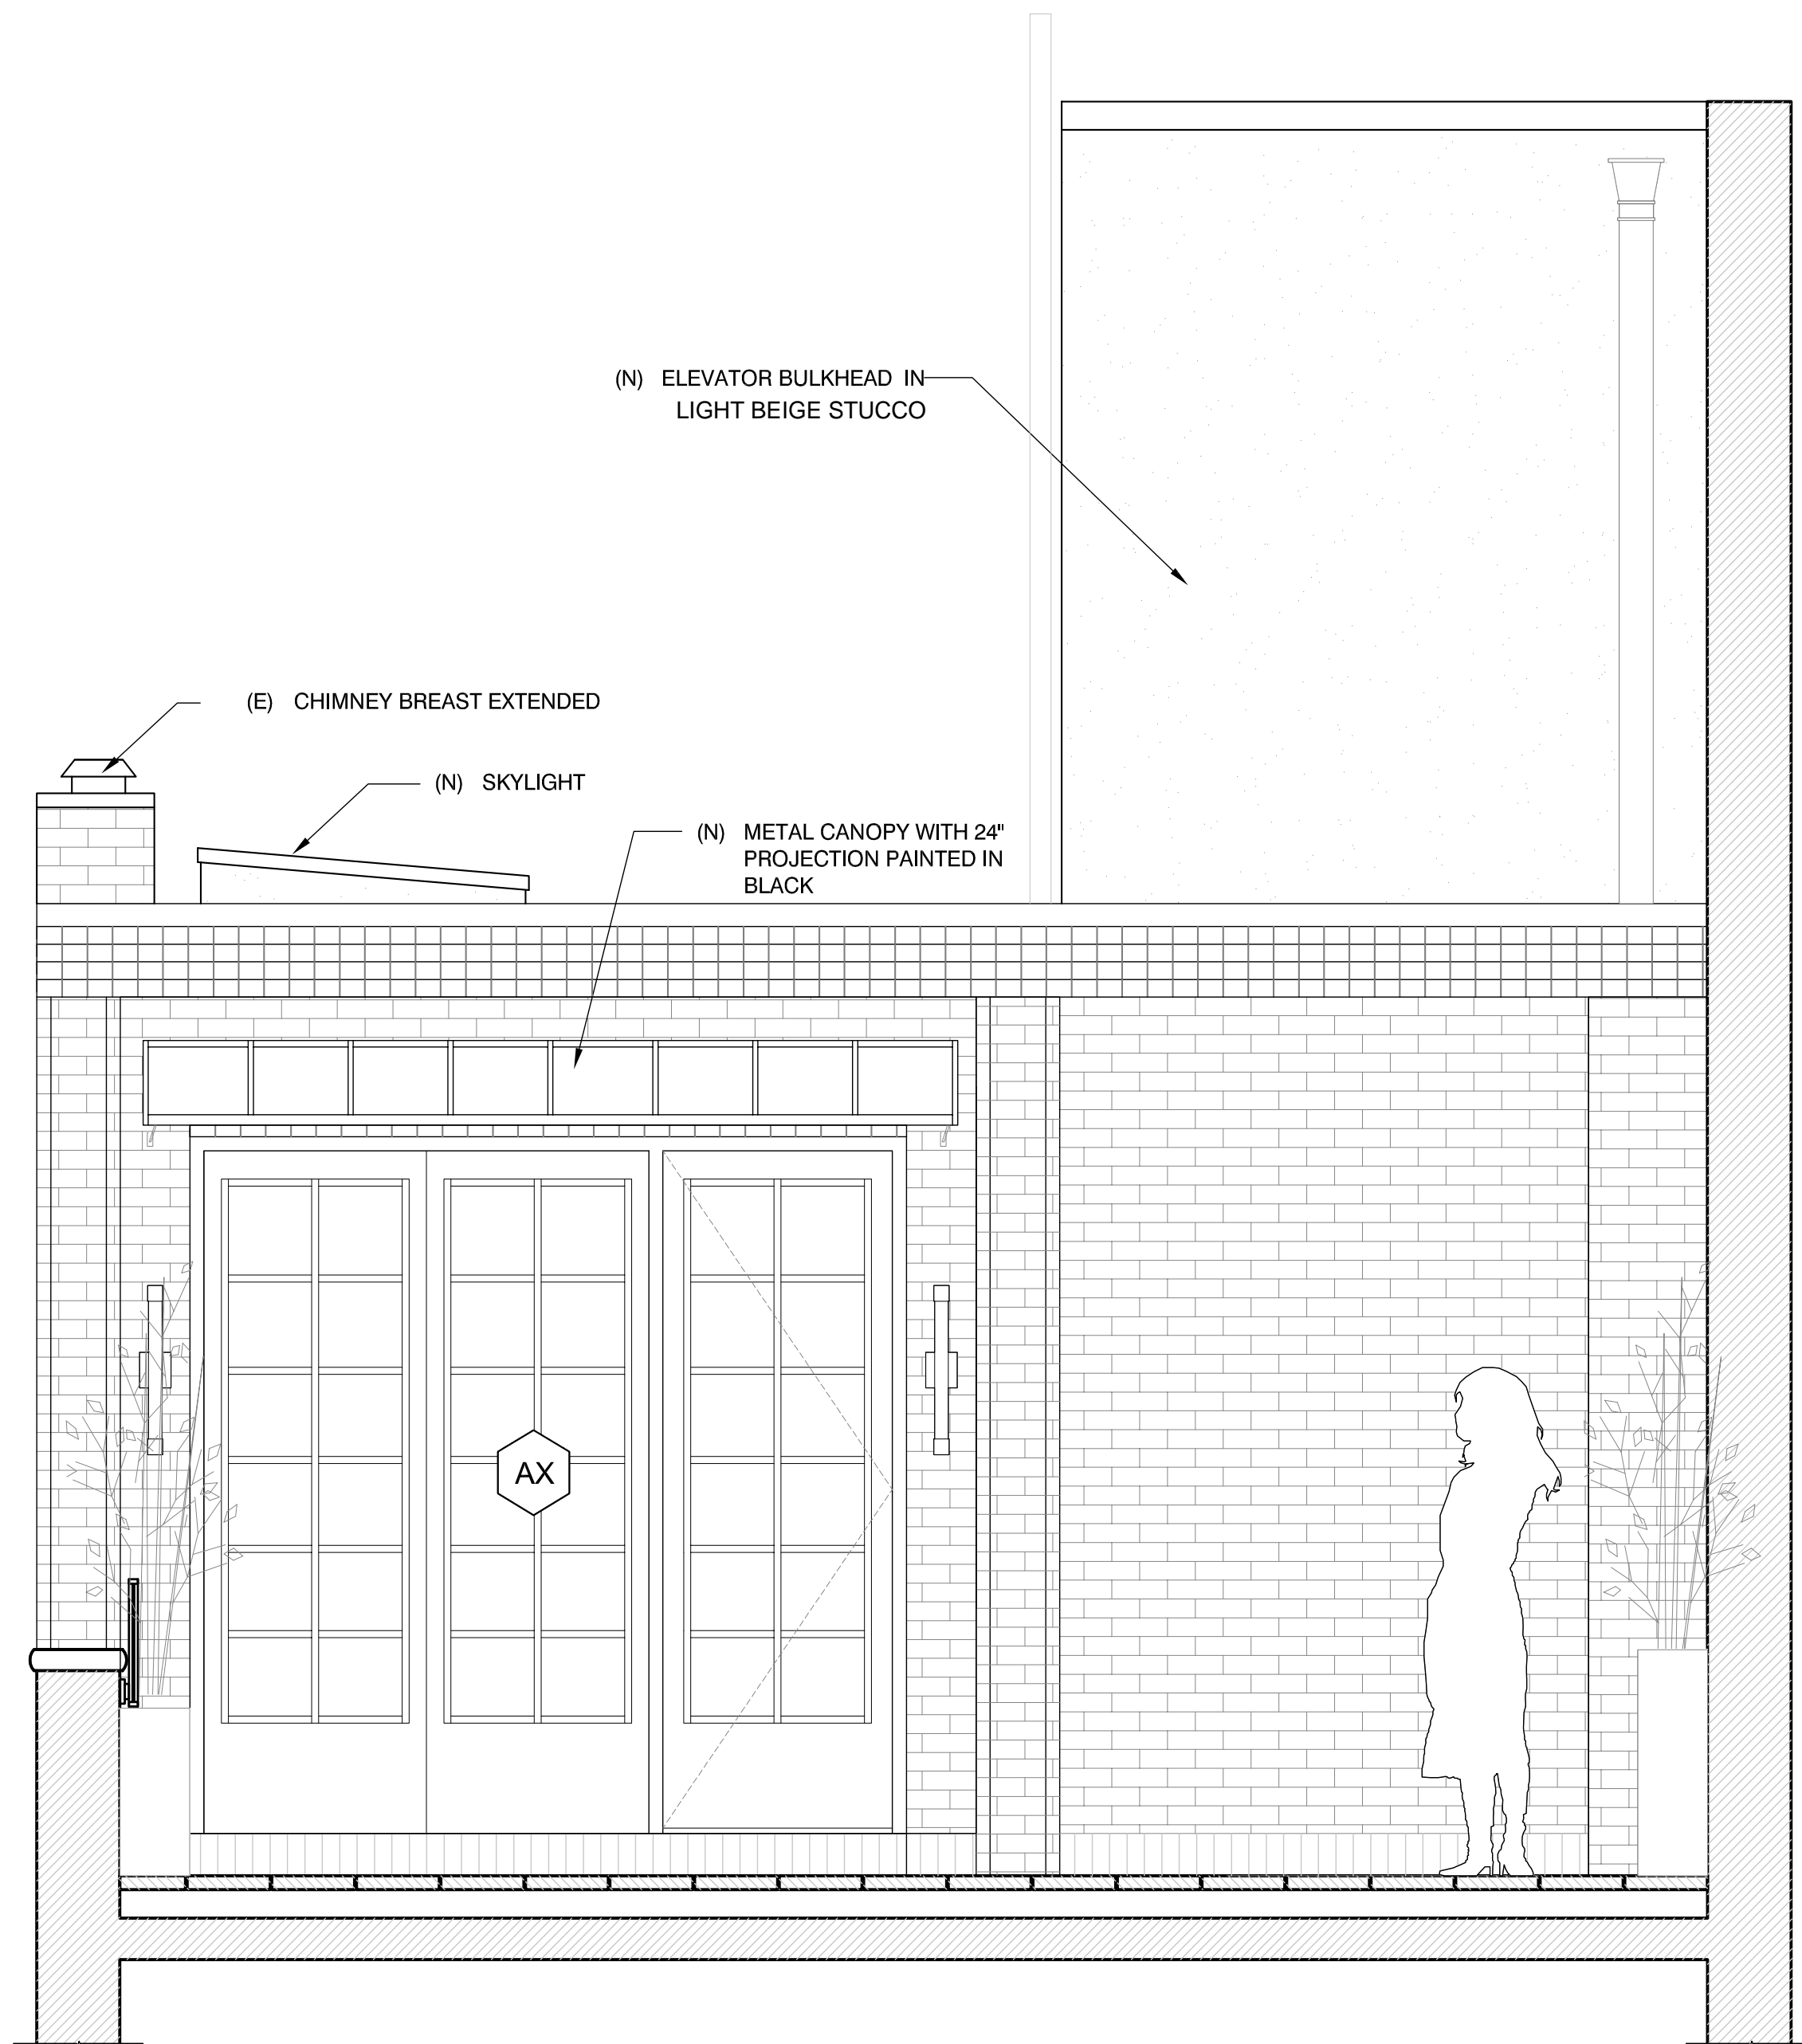 (N) ELEVATOR BULKHEAD IN
LIGHT BEIGE STUCCO
(E) CHIMNEY BREAST EXTENDED
(N) SKYLIGHT
(N) METAL CANOPY WITH 24"
PROJECTION PAINTED IN
BLACK
AX